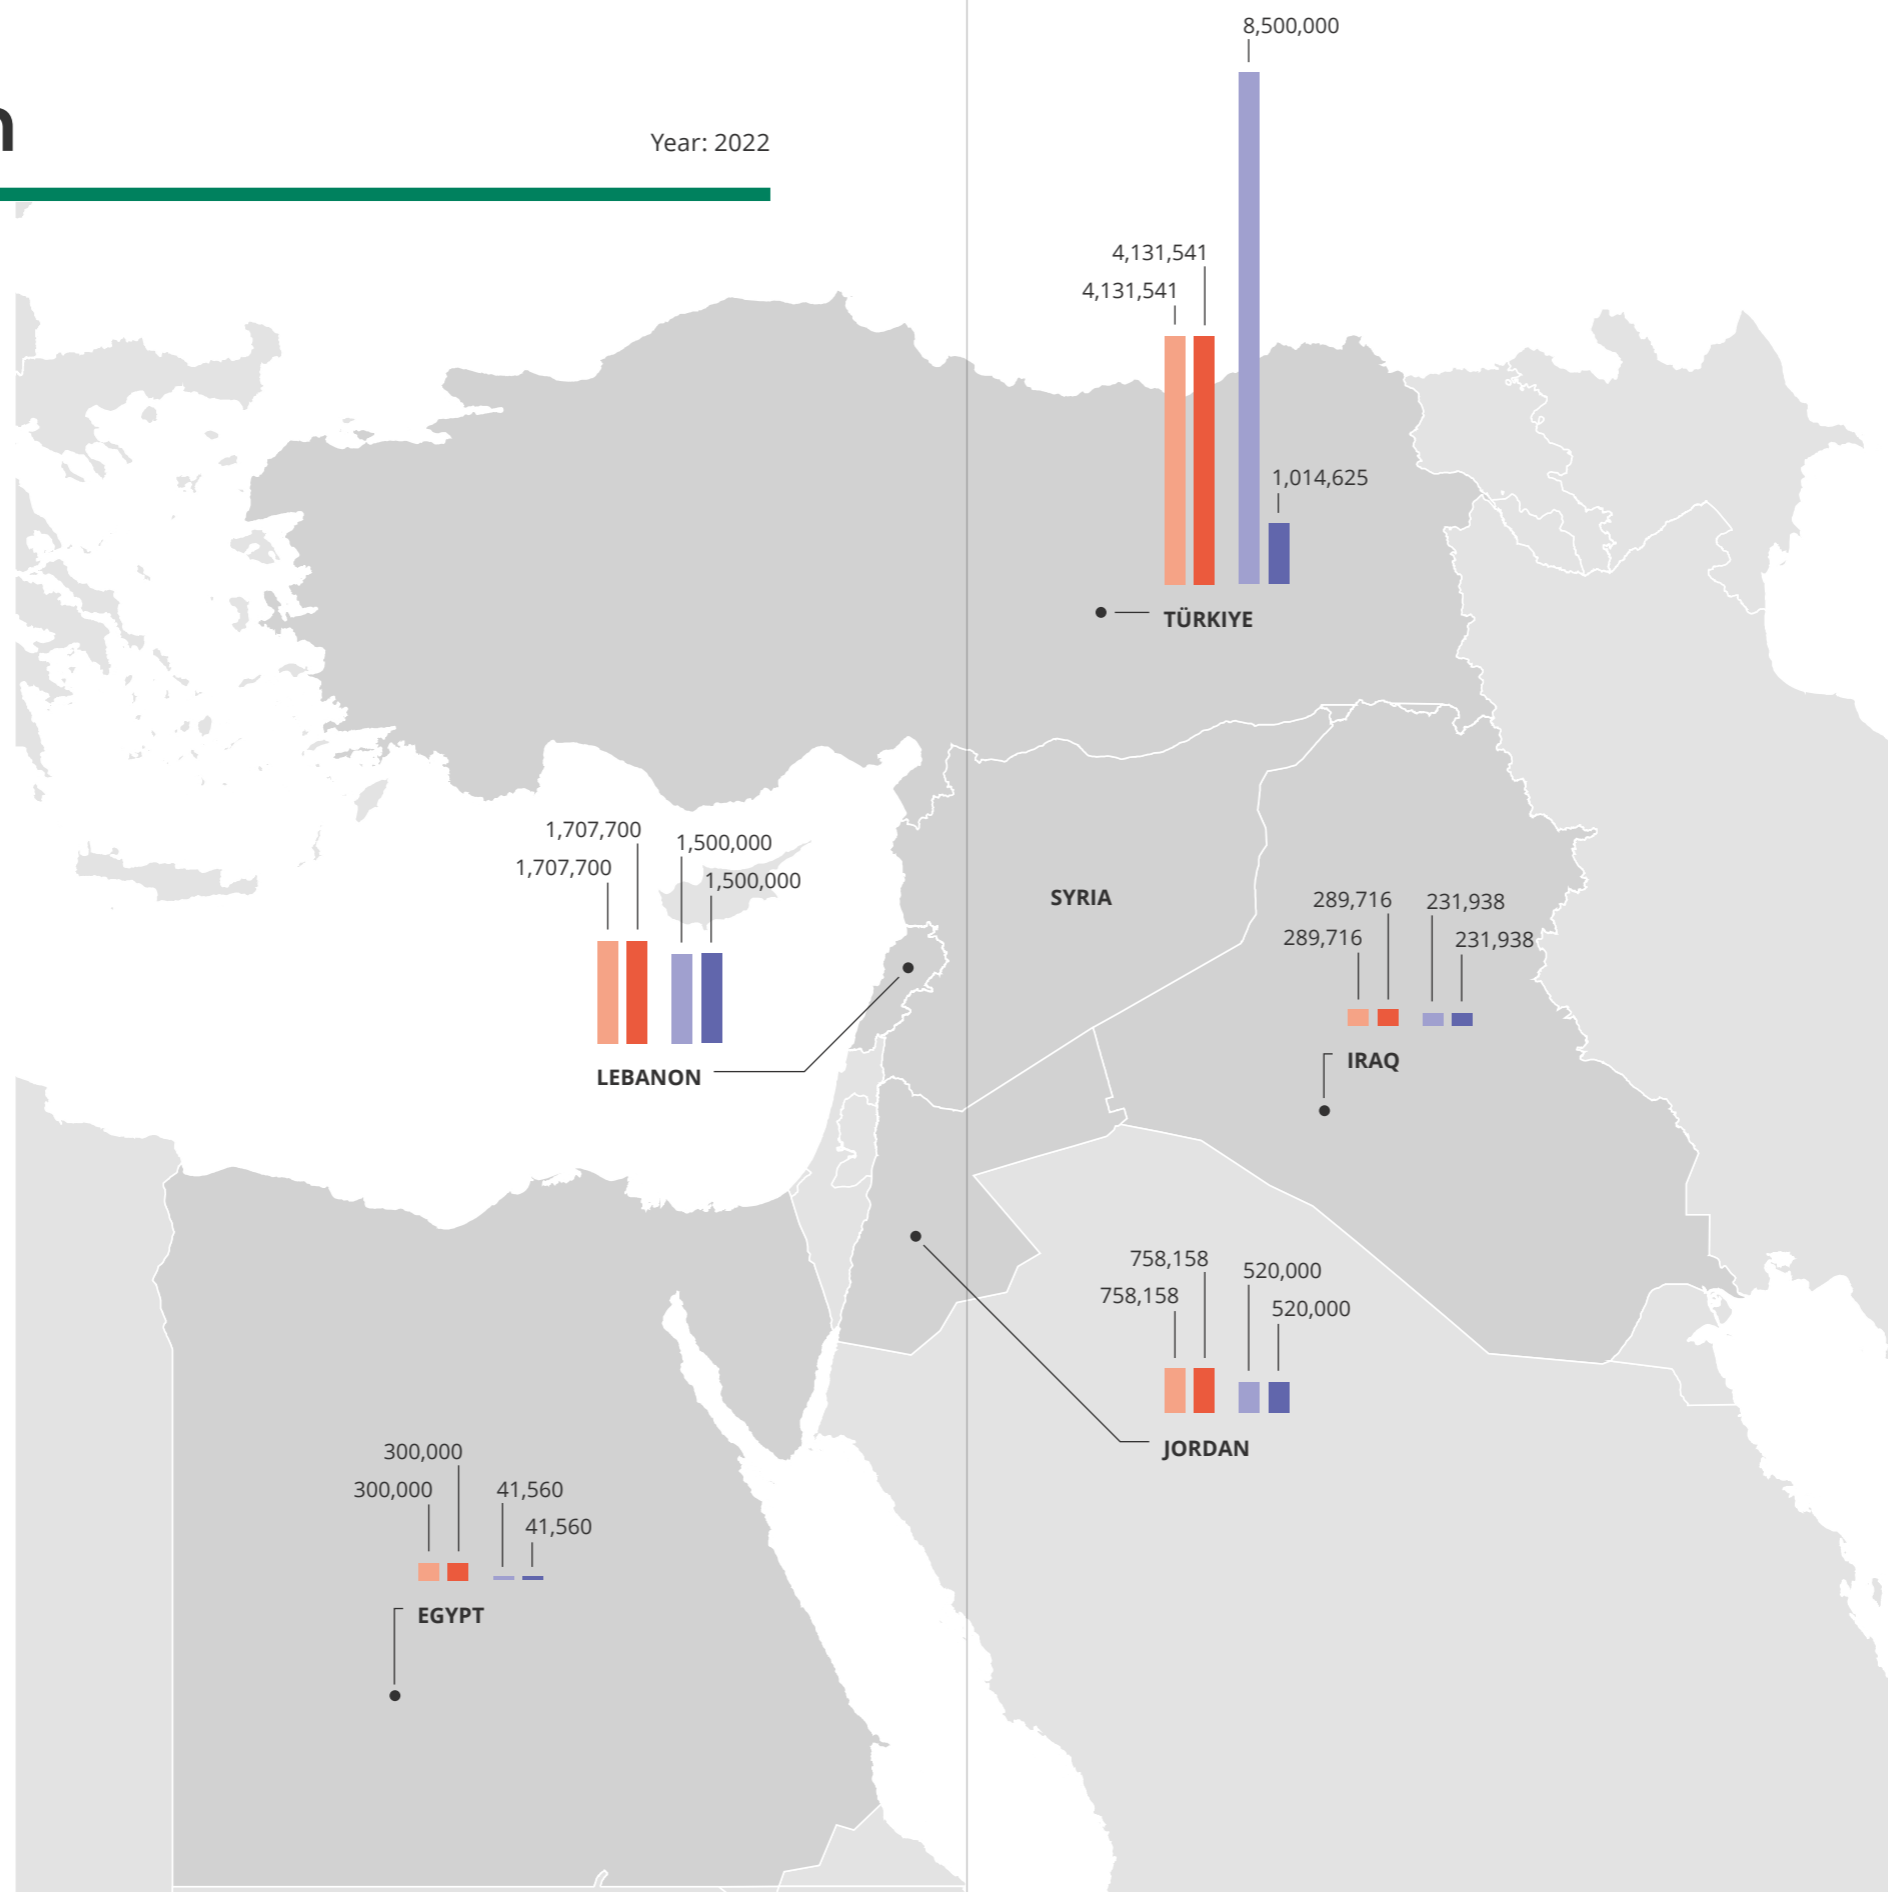 n
Year: 2022
8,500,000
4,131,541
4,131,541
1,014,625
TÜRKIYE
1,707,700
1,707,700
1,500,000
1,500,000
LEBANON
SYRIA
289,716
289,716
231,938
231,938
IRAQ
758,158
758,158
520,000
520,000
JORDAN
300,000
300,000
41,560
41,560
EGYPT